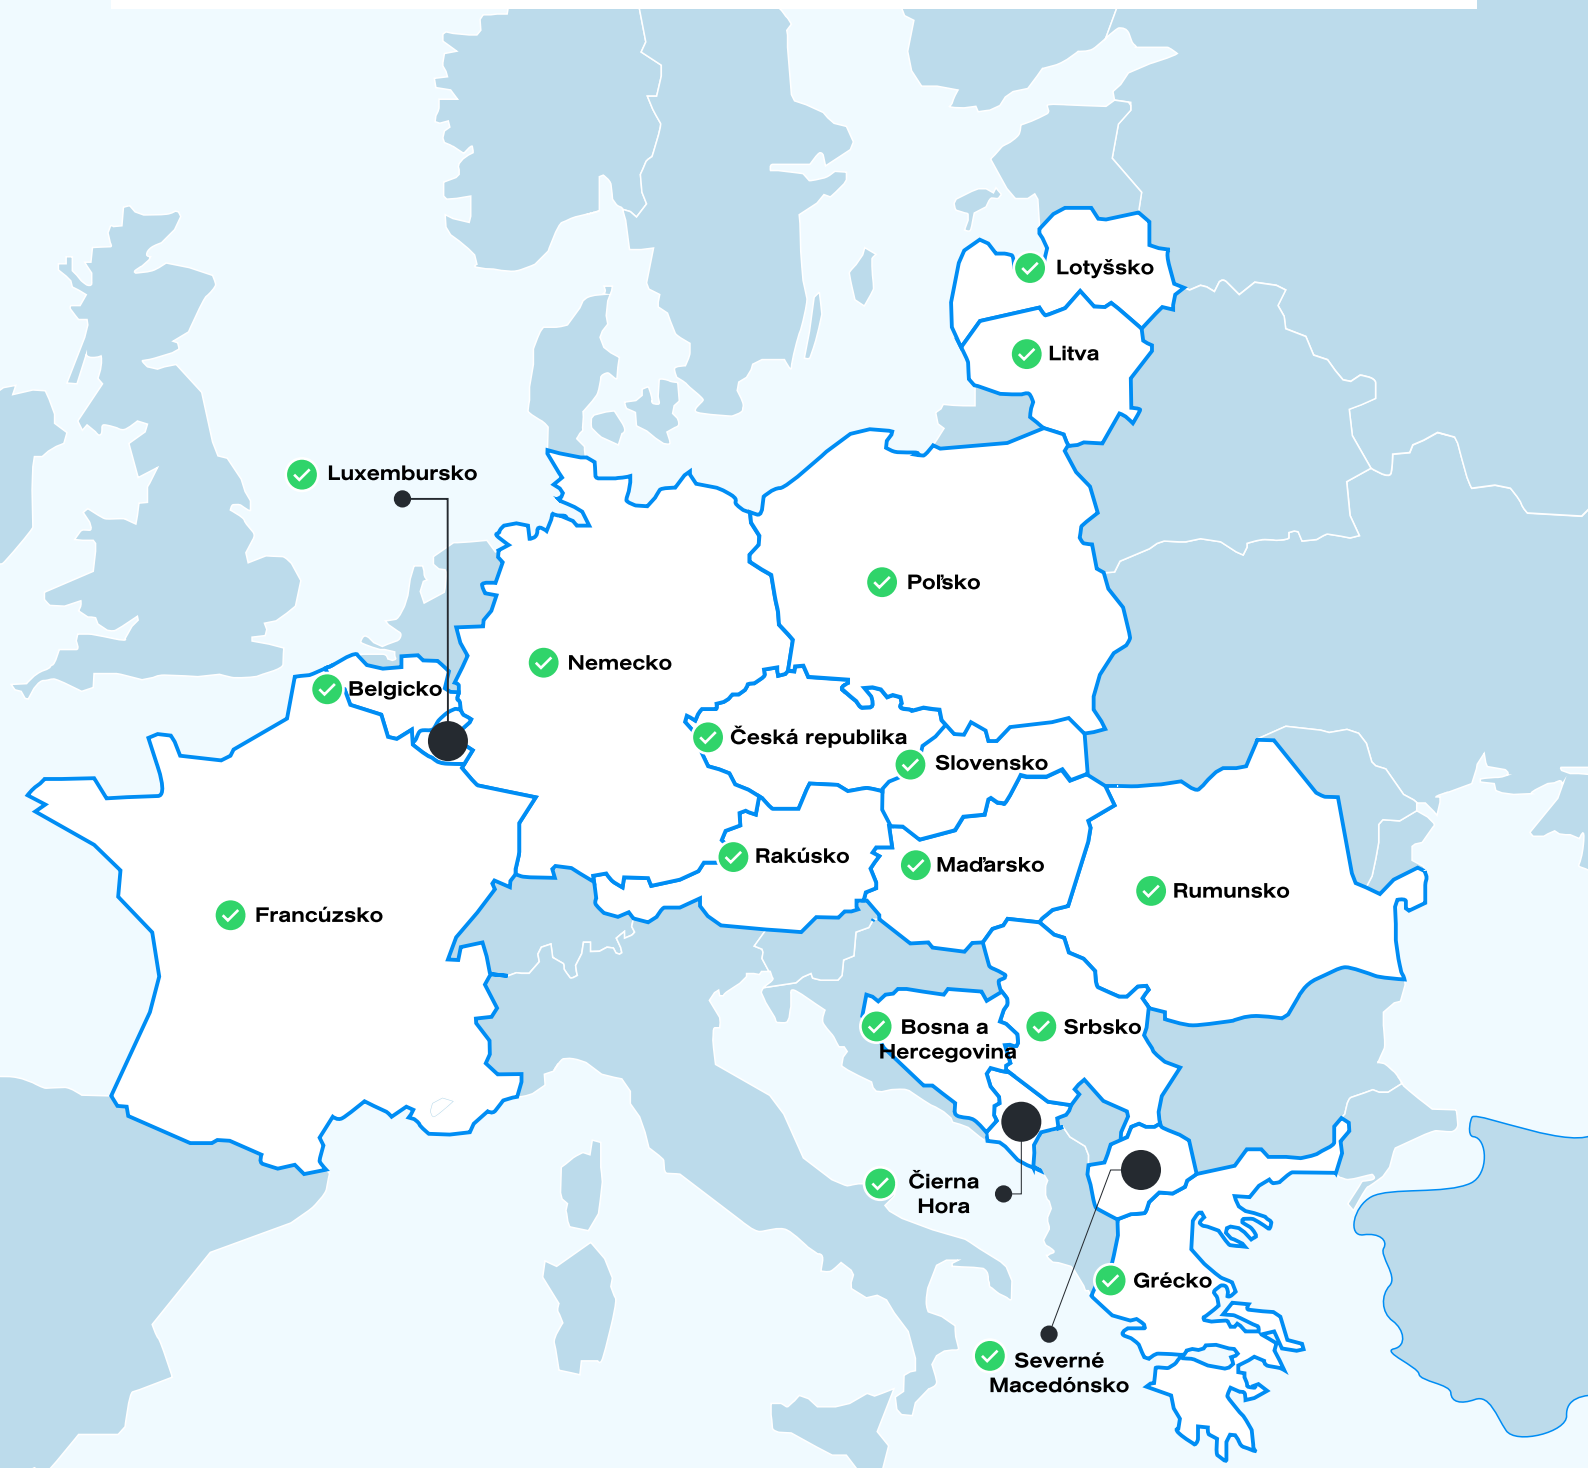 Lotyšsko
Litva
Luxembursko
Poľsko
Nemecko
Belgicko
Česká republika
Slovensko
Rakúsko
Maďarsko
Rumunsko
Francúzsko
Bosna a
Hercegovina
Srbsko
Čierna
Hora
Grécko
Severné
Macedónsko